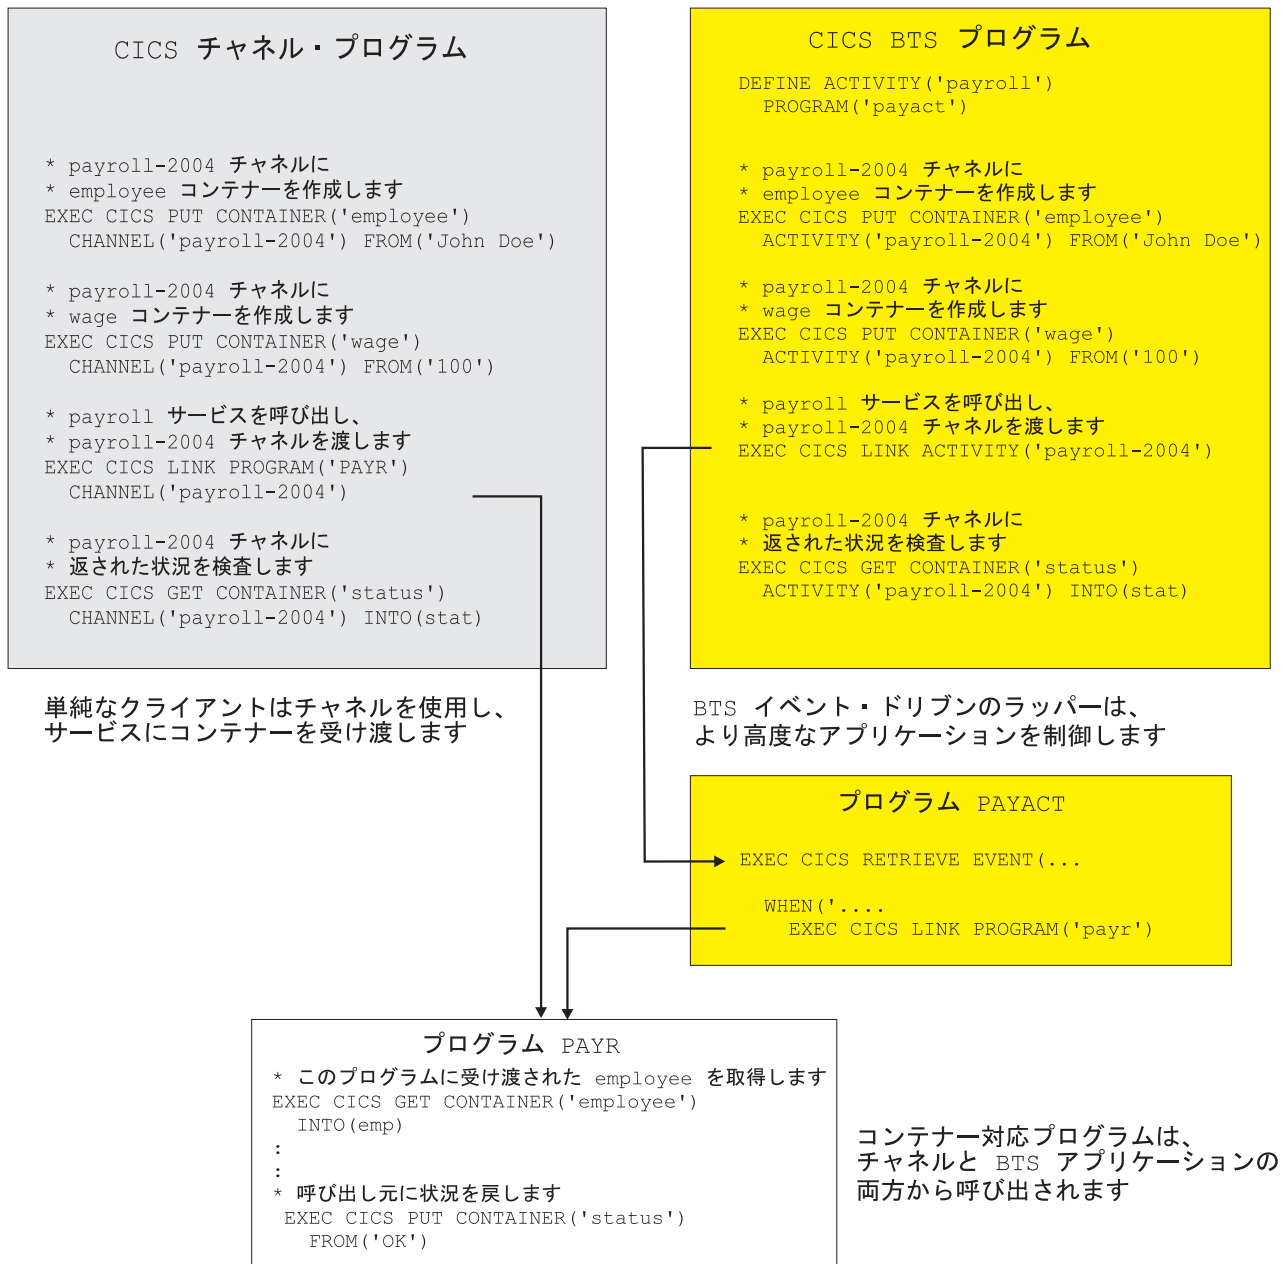 CICS チャネル・プログラム
* payroll-2004 チャネルに
* employee コンテナーを作成します
EXEC CICS PUT CONTAINER('employee')
CHANNEL('payroll-2004') FROM('John Doe')
* payroll-2004 チャネルに
* wage コンテナーを作成します
EXEC CICS PUT CONTAINER('wage')
CHANNEL('payroll-2004') FROM('100')
* payroll サービスを呼び出し、
* payroll-2004 チャネルを渡します
EXEC CICS LINK PROGRAM('PAYR')
CHANNEL('payroll-2004')
* payroll-2004 チャネルに
* 返された状況を検査します
EXEC CICS GET CONTAINER('status')
CHANNEL('payroll-2004') INTO(stat)
単純なクライアントはチャネルを使用し、
サービスにコンテナーを受け渡します
CICS BTS プログラム
DEFINE ACTIVITY('payroll')
PROGRAM('payact')
* payroll-2004 チャネルに
* employee コンテナーを作成します
EXEC CICS PUT CONTAINER('employee')
ACTIVITY('payroll-2004') FROM('John Doe')
* payroll-2004 チャネルに
* wage コンテナーを作成します
EXEC CICS PUT CONTAINER('wage')
ACTIVITY('payroll-2004') FROM('100')
* payroll サービスを呼び出し、
* payroll-2004 チャネルを渡します
EXEC CICS LINK ACTIVITY('payroll-2004')
* payroll-2004 チャネルに
* 返された状況を検査します
EXEC CICS GET CONTAINER('status')
ACTIVITY('payroll-2004') INTO(stat)
BTS イベント・ドリブンのラッパーは、
より高度なアプリケーションを制御します
プログラム PAYACT
EXEC CICS RETRIEVE EVENT(...
WHEN('....
EXEC CICS LINK PROGRAM('payr')
プログラム PAYR
* このプログラムに受け渡された employee を取得します
EXEC CICS GET CONTAINER('employee')
INTO(emp)
:
:
* 呼び出し元に状況を戻します
EXEC CICS PUT CONTAINER('status')
FROM('OK')
コンテナー対応プログラムは、
チャネルと BTS アプリケーションの
両方から呼び出されます